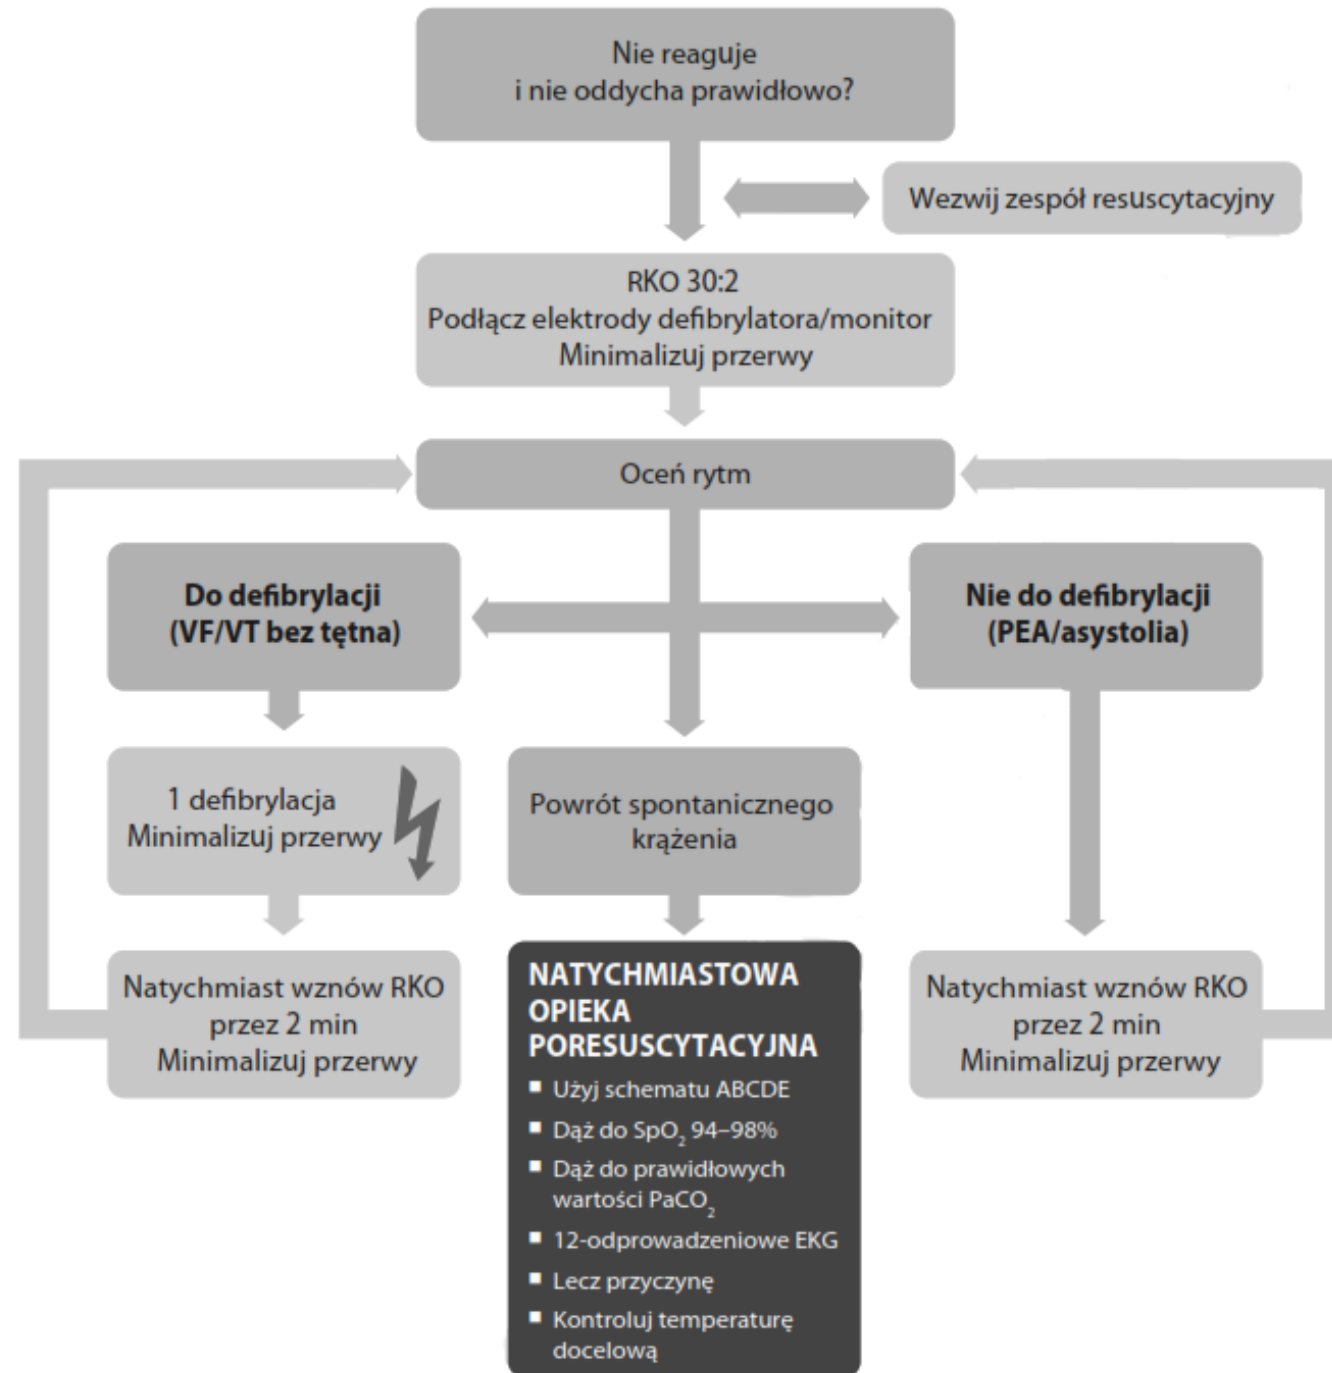 Nie reaguje
i nie oddycha prawidłowo?
Wezwij zespół resuscytacyjny
RKO 30:2
Podłącz elektrody defibrylatora/monitor
Minimalizuj przerwy
Oceń rytm
Do defibrylacji
(VF/VT bez tętna)
Nie do defibrylacji
(PEA/asystolia)
1 defibrylacja
Minimalizuj przerwy
Powrót spontanicznego
krążenia
Natychmiast wznów RKO
przez 2 min
Minimalizuj przerwy
NATYCHMIASTOWA
OPIEKA
PORESUSCYTACYJNA
■ Użyj schematu ABCDE
■ Dąż do SpO₂ 94–98%
■ Dąż do prawidłowych
wartości PaCO₂
■ 12-odprowadzeniowe EKG
■ Lecz przyczynę
■ Kontroluj temperaturę
docelową
Natychmiast wznów RKO
przez 2 min
Minimalizuj przerwy